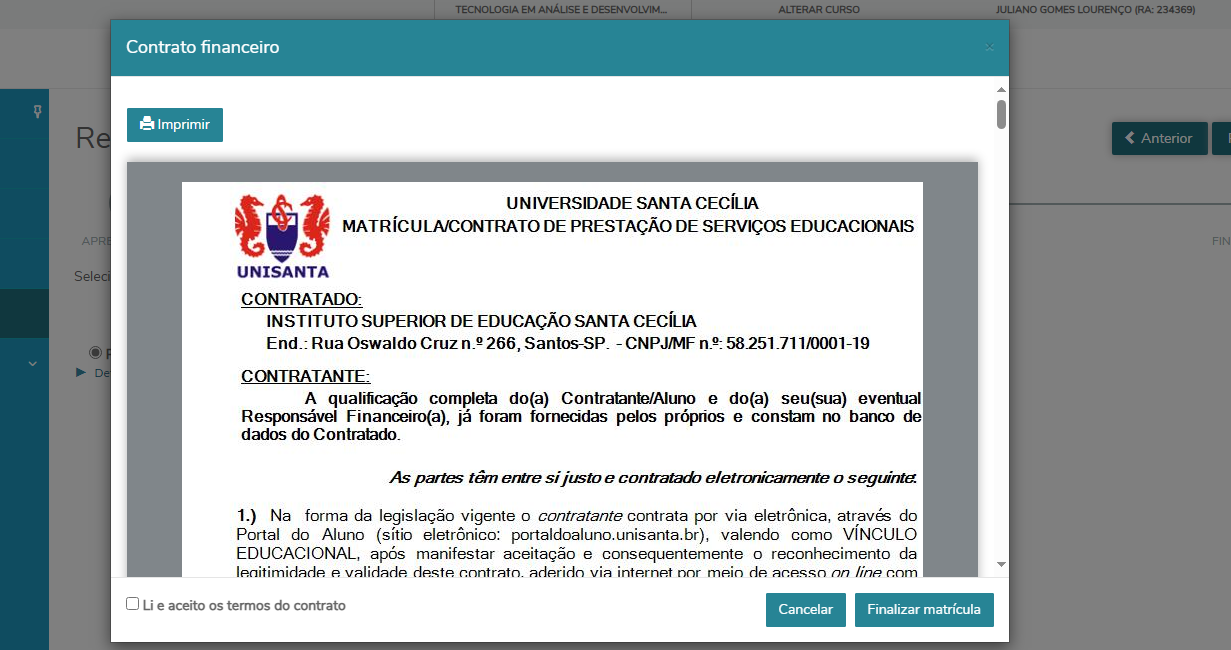 TECNOLOGIA EM ANÁLISE E DESENVOLVIM... ALTERAR CURSO JULIANO GOMES LOURENÇO (RA: 234369)
Contrato financeiro ×
Imprimir
Re
Anterior
UNIVERSIDADE SANTA CECÍLIA
MATRÍCULA/CONTRATO DE PRESTAÇÃO DE SERVIÇOS EDUCACIONAIS
UNISANTA
APRE
FIN
Seleci
CONTRATADO:
INSTITUTO SUPERIOR DE EDUCAÇÃO SANTA CECÍLIA
End.: Rua Oswaldo Cruz n.º 266, Santos-SP. - CNPJ/MF n.º: 58.251.711/0001-19
De
CONTRATANTE:
A qualificação completa do(a) Contratante/Aluno e do(a) seu(sua) eventual
Responsável Financeiro(a), já foram fornecidas pelos próprios e constam no banco de
dados do Contratado.
As partes têm entre si justo e contratado eletronicamente o seguinte:
1.) Na forma da legislação vigente o contratante contrata por via eletrônica, através do
Portal do Aluno (sítio eletrônico: portaldoaluno.unisanta.br), valendo como VÍNCULO
EDUCACIONAL, após manifestar aceitação e consequentemente o reconhecimento da
legitimidade e validade deste contrato, aderido via internet por meio de acesso on line com
Li e aceito os termos do contrato
Cancelar
Finalizar matrícula